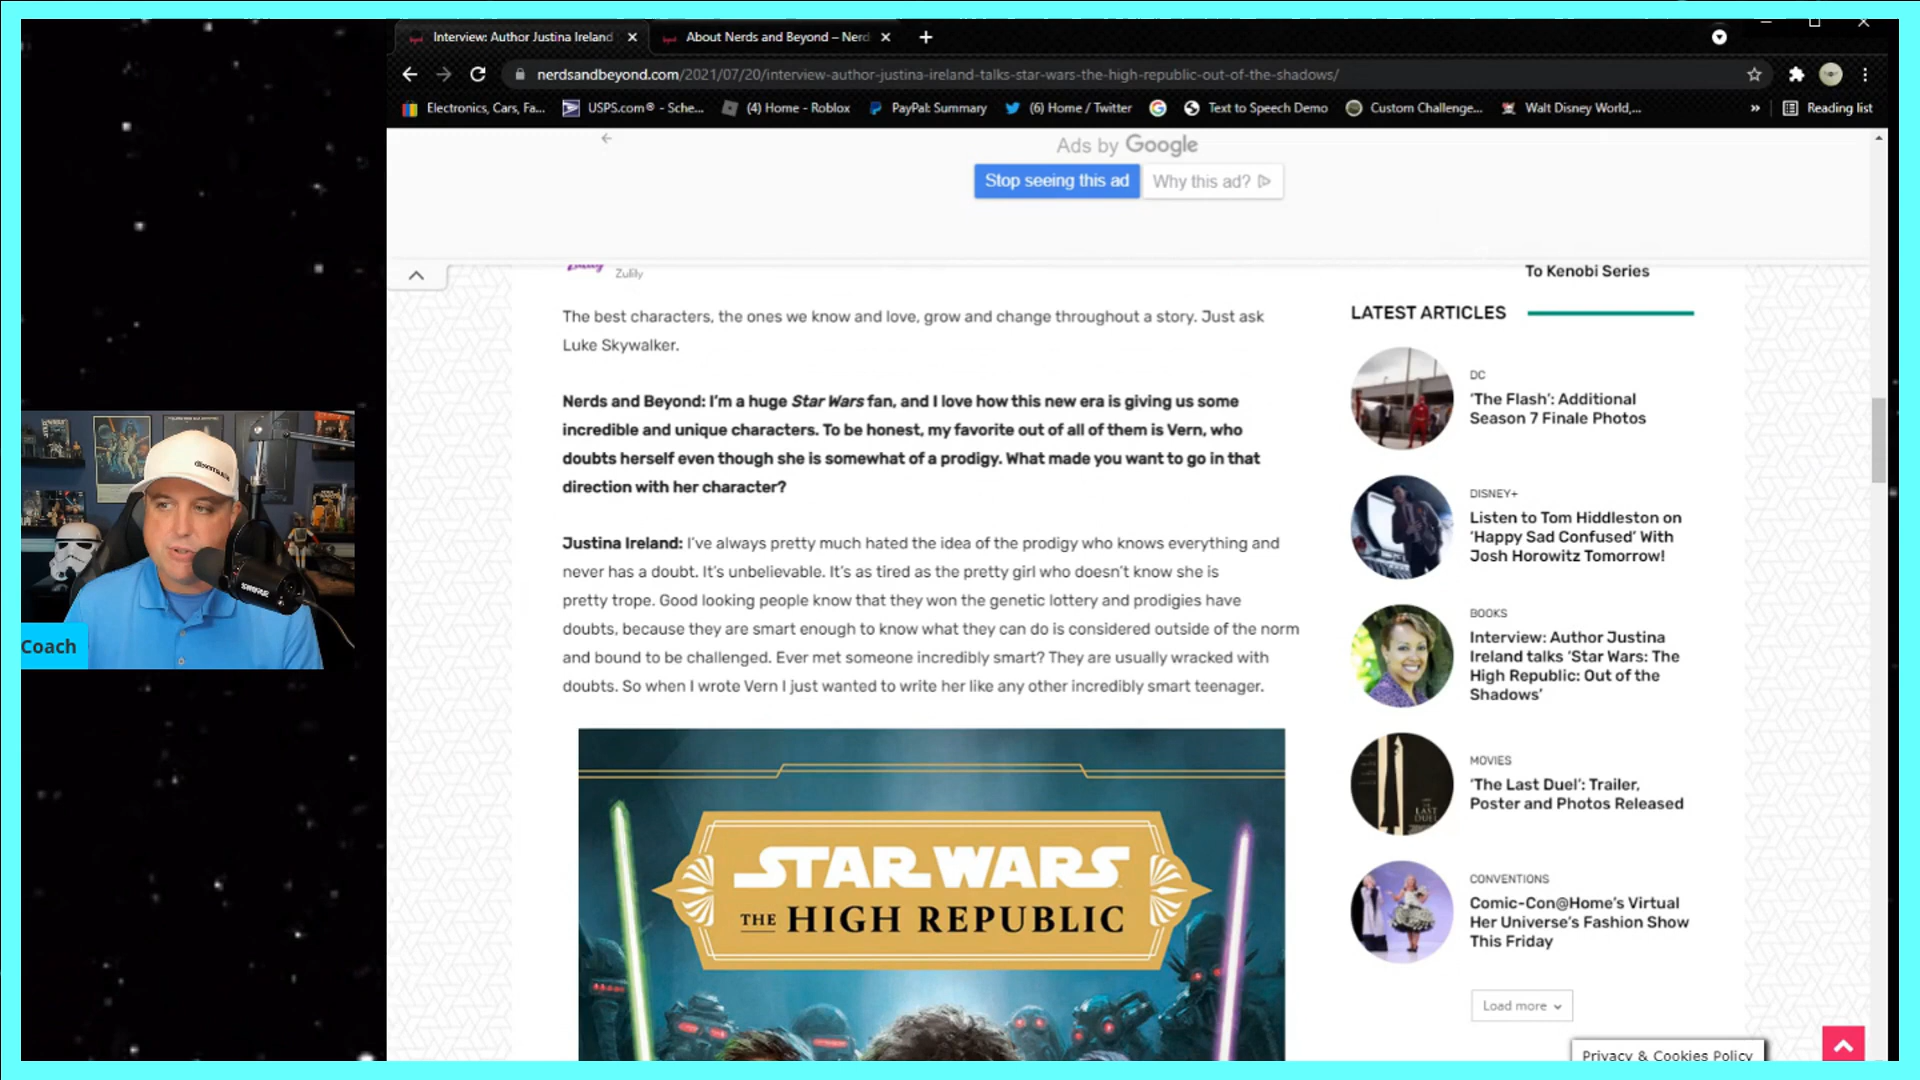 Interview: Author Justina Ireland
About Nerds and Beyond – Nerd
nerdsandbeyond.com/2021/07/20/interview-author-justina-ireland-talks-star-wars-the-high-republic-out-of-the-shadows/
Electronics, Cars, Fa...
USPS.com® - Sche...
(4) Home - Roblox
PayPal: Summary
(6) Home / Twitter
Text to Speech Demo
Custom Challenge...
Walt Disney World,...
»
Reading list
Ads by Google
Stop seeing this ad
Why this ad?
Zulily
The best characters, the ones we know and love, grow and change throughout a story. Just ask
Luke Skywalker.
Nerds and Beyond: I'm a huge Star Wars fan, and I love how this new era is giving us some
incredible and unique characters. To be honest, my favorite out of all of them is Vern, who
doubts herself even though she is somewhat of a prodigy. What made you want to go in that
direction with her character?
Justina Ireland: I've always pretty much hated the idea of the prodigy who knows everything and
never has a doubt. It's unbelievable. It's as tired as the pretty girl who doesn't know she is
pretty trope. Good looking people know that they won the genetic lottery and prodigies have
doubts, because they are smart enough to know what they can do is considered outside of the norm
and bound to be challenged. Ever met someone incredibly smart? They are usually wracked with
doubts. So when I wrote Vern I just wanted to write her like any other incredibly smart teenager.
STAR WARS
THE HIGH REPUBLIC
To Kenobi Series
LATEST ARTICLES
DC
'The Flash': Additional
Season 7 Finale Photos
DISNEY+
Listen to Tom Hiddleston on
'Happy Sad Confused' With
Josh Horowitz Tomorrow!
BOOKS
Interview: Author Justina
Ireland talks 'Star Wars: The
High Republic: Out of the
Shadows'
MOVIES
'The Last Duel': Trailer,
Poster and Photos Released
CONVENTIONS
Comic-Con@Home's Virtual
Her Universe's Fashion Show
This Friday
Load more
Privacy & Cookies Policy
Coach